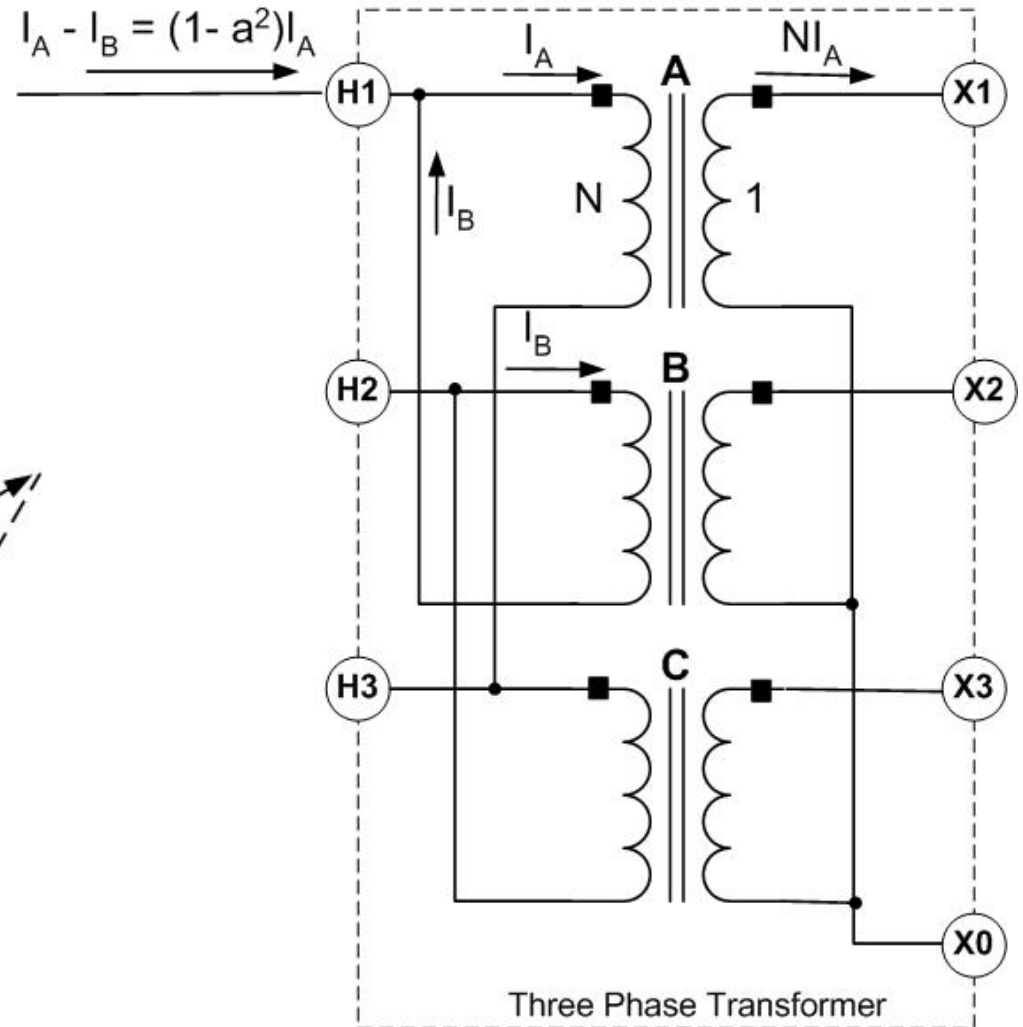 I_A - I_B = (1- a²)I_A
I_A
A
NI_A
H1
X1
I_B
N
1
I_B
B
H2
X2
C
H3
X3
X0
Three Phase Transformer